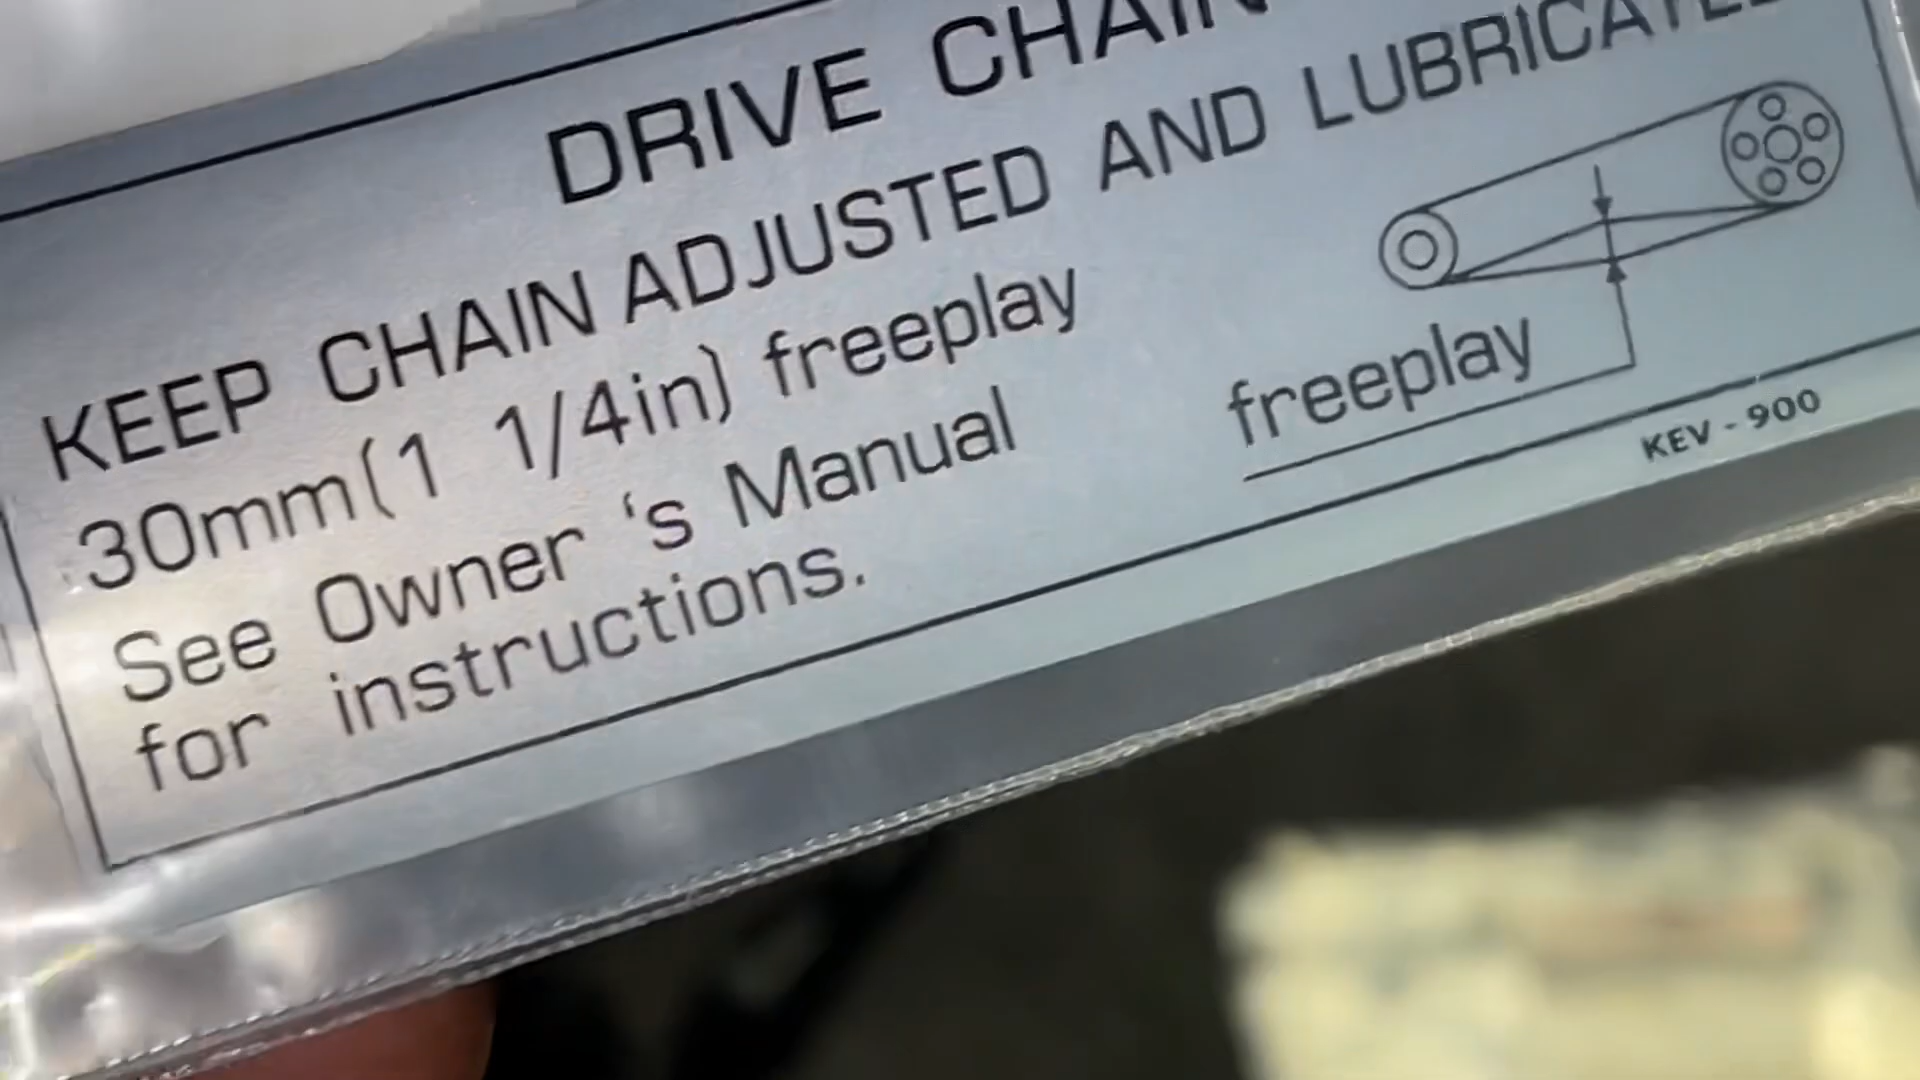 DRIVE CHAIN
KEEP CHAIN ADJUSTED AND LUBRICATED
30mm(1 1/4in) freeplay
See Owner 's Manual
for instructions.
freeplay
KEV - 900